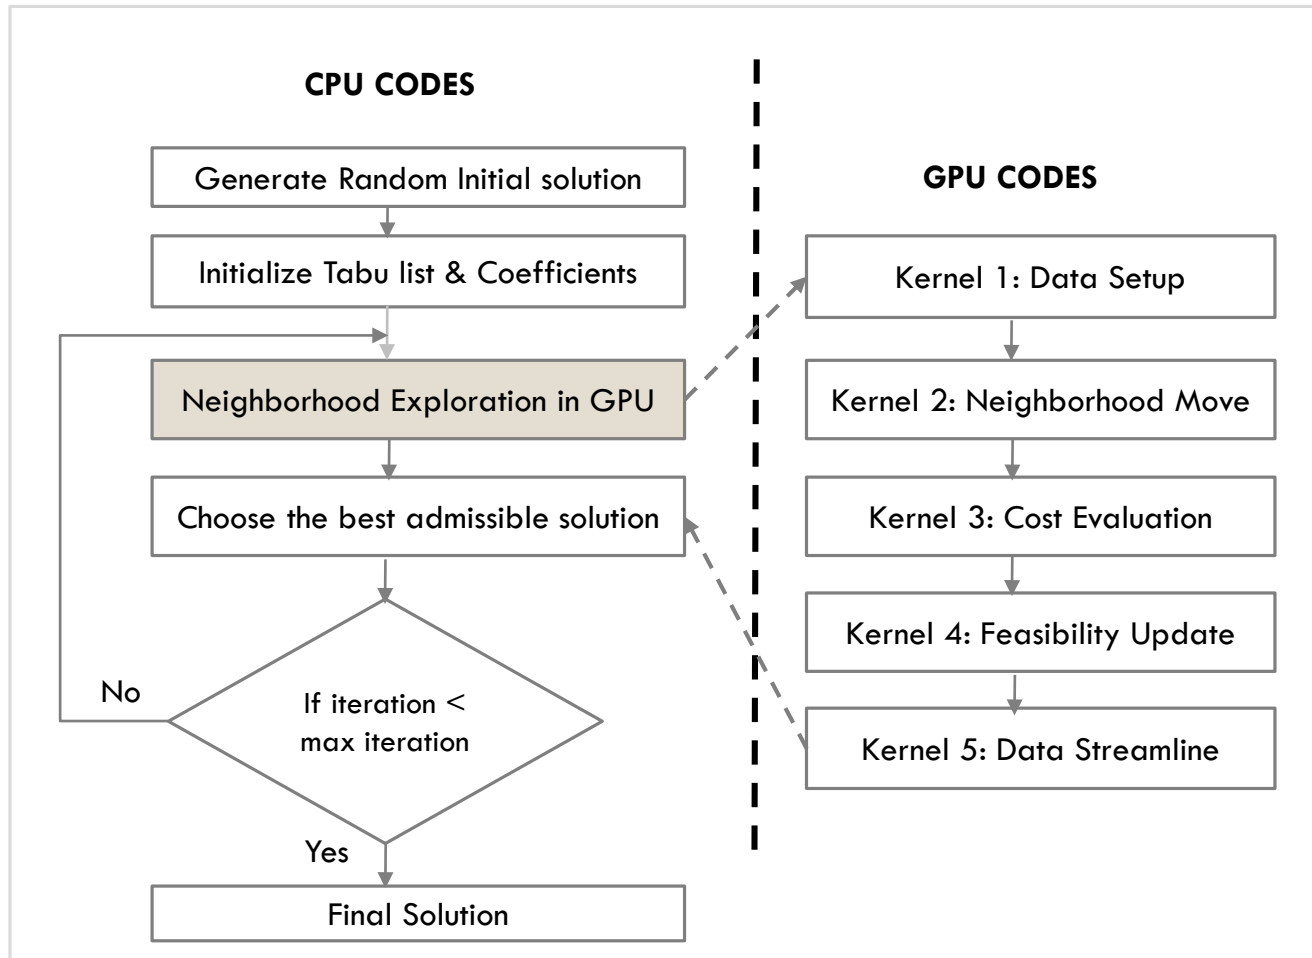 CPU CODES
Generate Random Initial solution
Initialize Tabu list & Coefficients
Neighborhood Exploration in GPU
Choose the best admissible solution
If iteration <
max iteration
No
Yes
Final Solution
GPU CODES
Kernel 1: Data Setup
Kernel 2: Neighborhood Move
Kernel 3: Cost Evaluation
Kernel 4: Feasibility Update
Kernel 5: Data Streamline